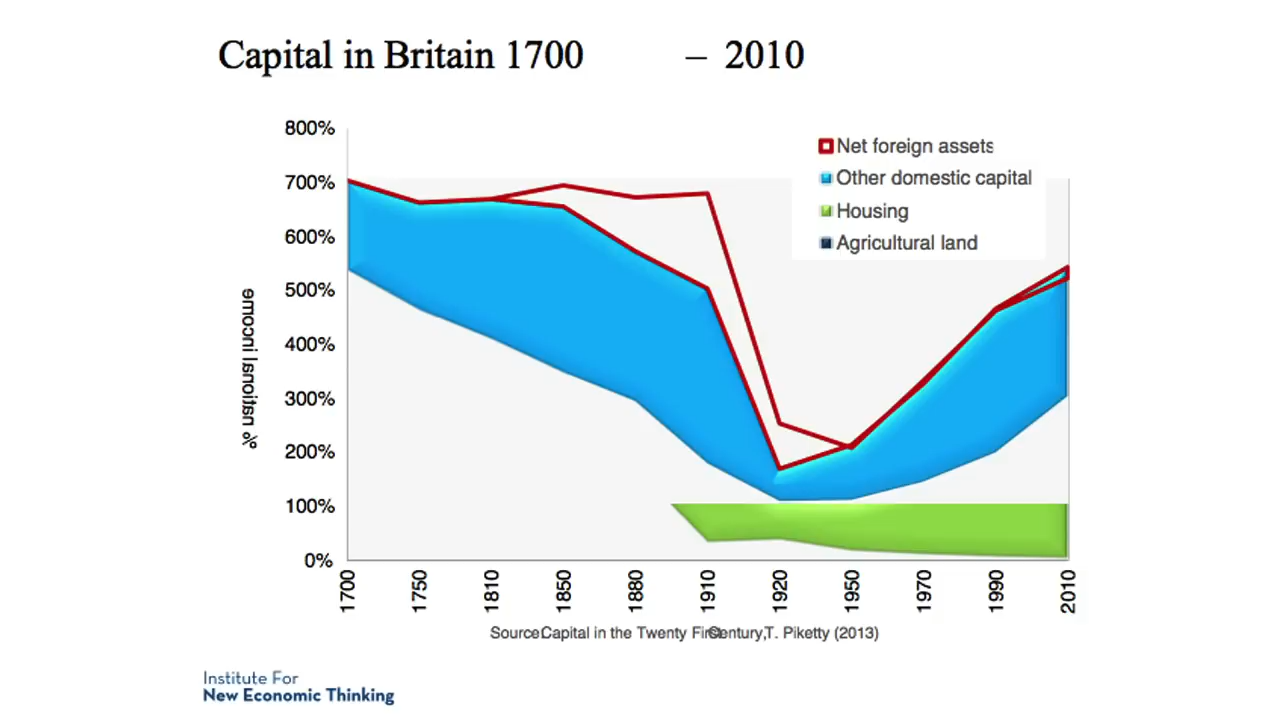 Capital in Britain 1700 – 2010
800%
700%
600%
500%
400%
300%
200%
100%
0%
% national income
Net foreign assets
Other domestic capital
Housing
Agricultural land
1700
1750
1810
1850
1880
1910
1920
1950
1970
1990
2010
Source:Capital in the Twenty First Century,T. Piketty (2013)
Institute For
New Economic Thinking